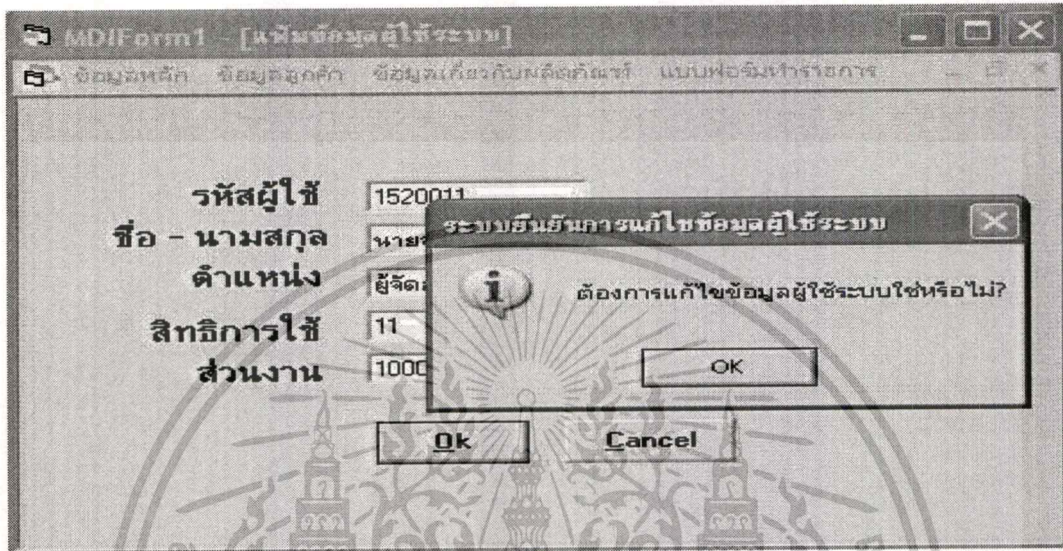 MDIForm1 - [แฟ้มข้อมูลผู้ใช้ระบบ]
ข้อมูลหลัก ข้อมูลลูกค้า ข้อมูลเกี่ยวกับผลิตภัณฑ์ แบบฟอร์มทำรายการ
รหัสผู้ใช้ 1520011
ชื่อ - นามสกุล นาย
ตำแหน่ง ผู้จัด
สิทธิการใช้ 11
ส่วนงาน 1000
ระบบยืนยันการแก้ไขข้อมูลผู้ใช้ระบบ
ต้องการแก้ไขข้อมูลผู้ใช้ระบบใช่หรือไม่?
OK
Ok Cancel